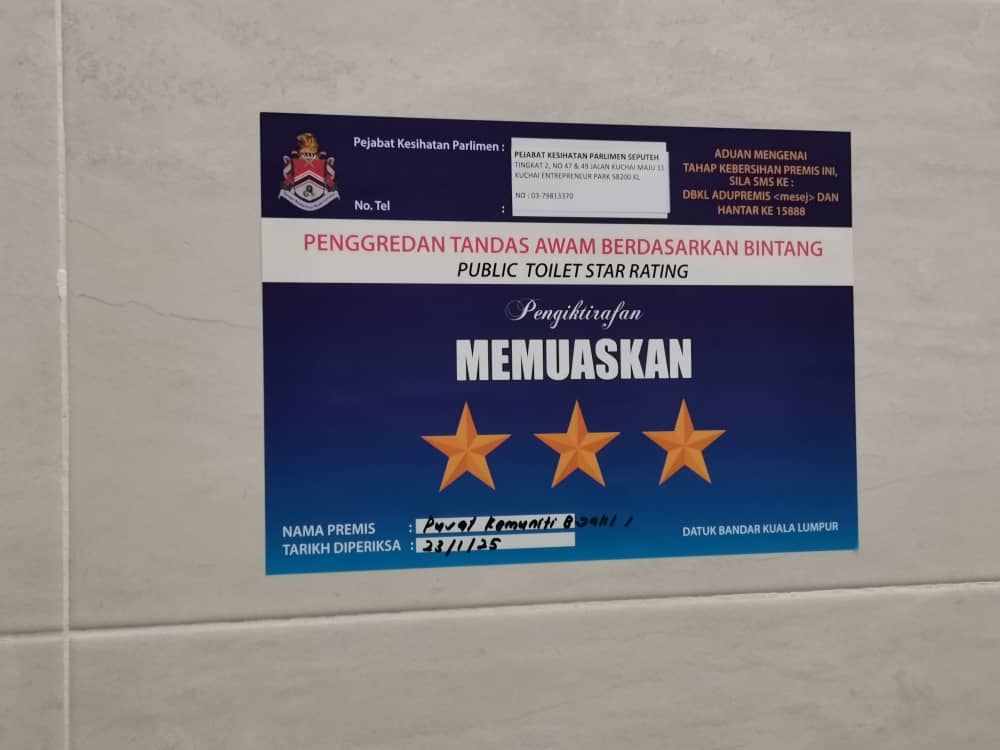 Pejabat Kesihatan Parlimen :
PEJABAT KESIHATAN PARLIMEN SEPUTEH
TINGKAT 2, NO 47 & 49 JALAN KUCHAI MAJU 11
KUCHAI ENTREPRENEUR PARK 58200 KL
NO : 03-79813370
No. Tel :
ADUAN MENGENAI
TAHAP KEBERSIHAN PREMIS INI,
SILA SMS KE :
DBKL ADUPREMIS <mesej> DAN
HANTAR KE 15888
PENGGREDAN TANDAS AWAM BERDASARKAN BINTANG
PUBLIC TOILET STAR RATING
Pengiktirafan
MEMUASKAN
NAMA PREMIS : Pusat Komuniti
TARIKH DIPERIKSA : 23/1/25
DATUK BANDAR KUALA LUMPUR